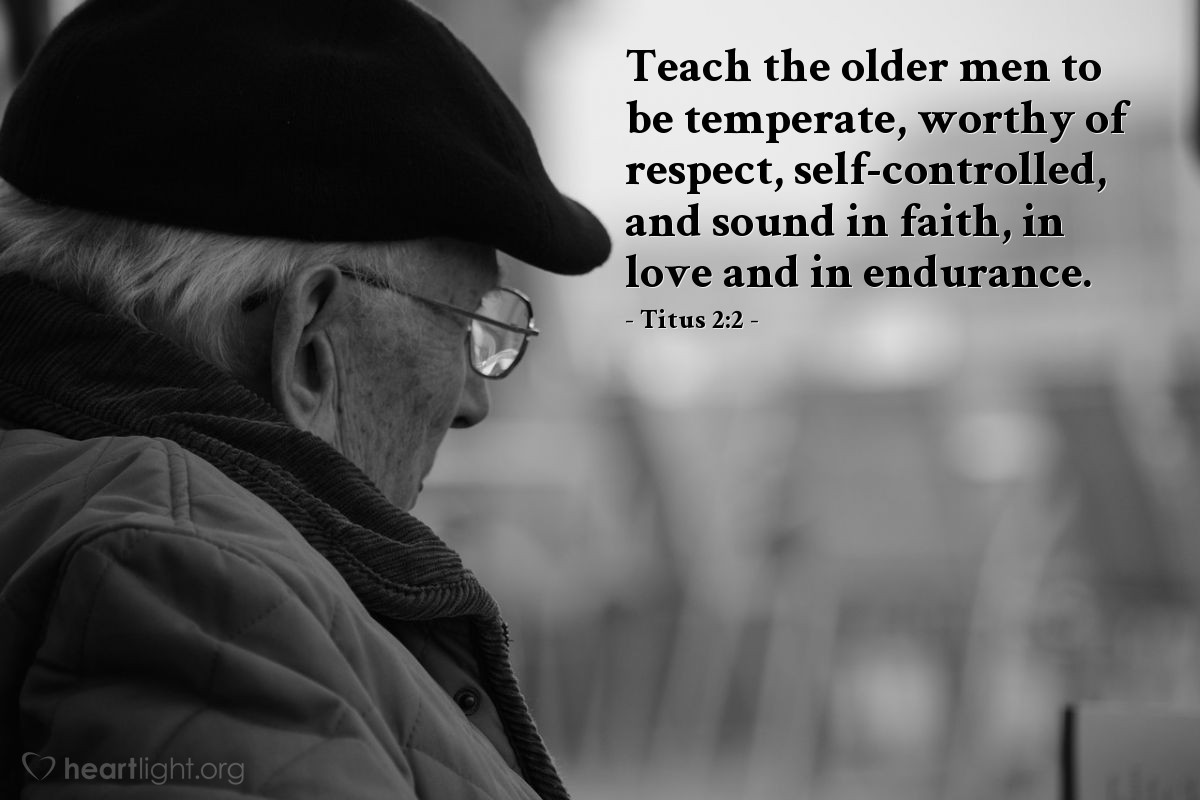 Teach the older men to
be temperate, worthy of
respect, self-controlled,
and sound in faith, in
love and in endurance.
- Titus 2:2 -
heartlight.org